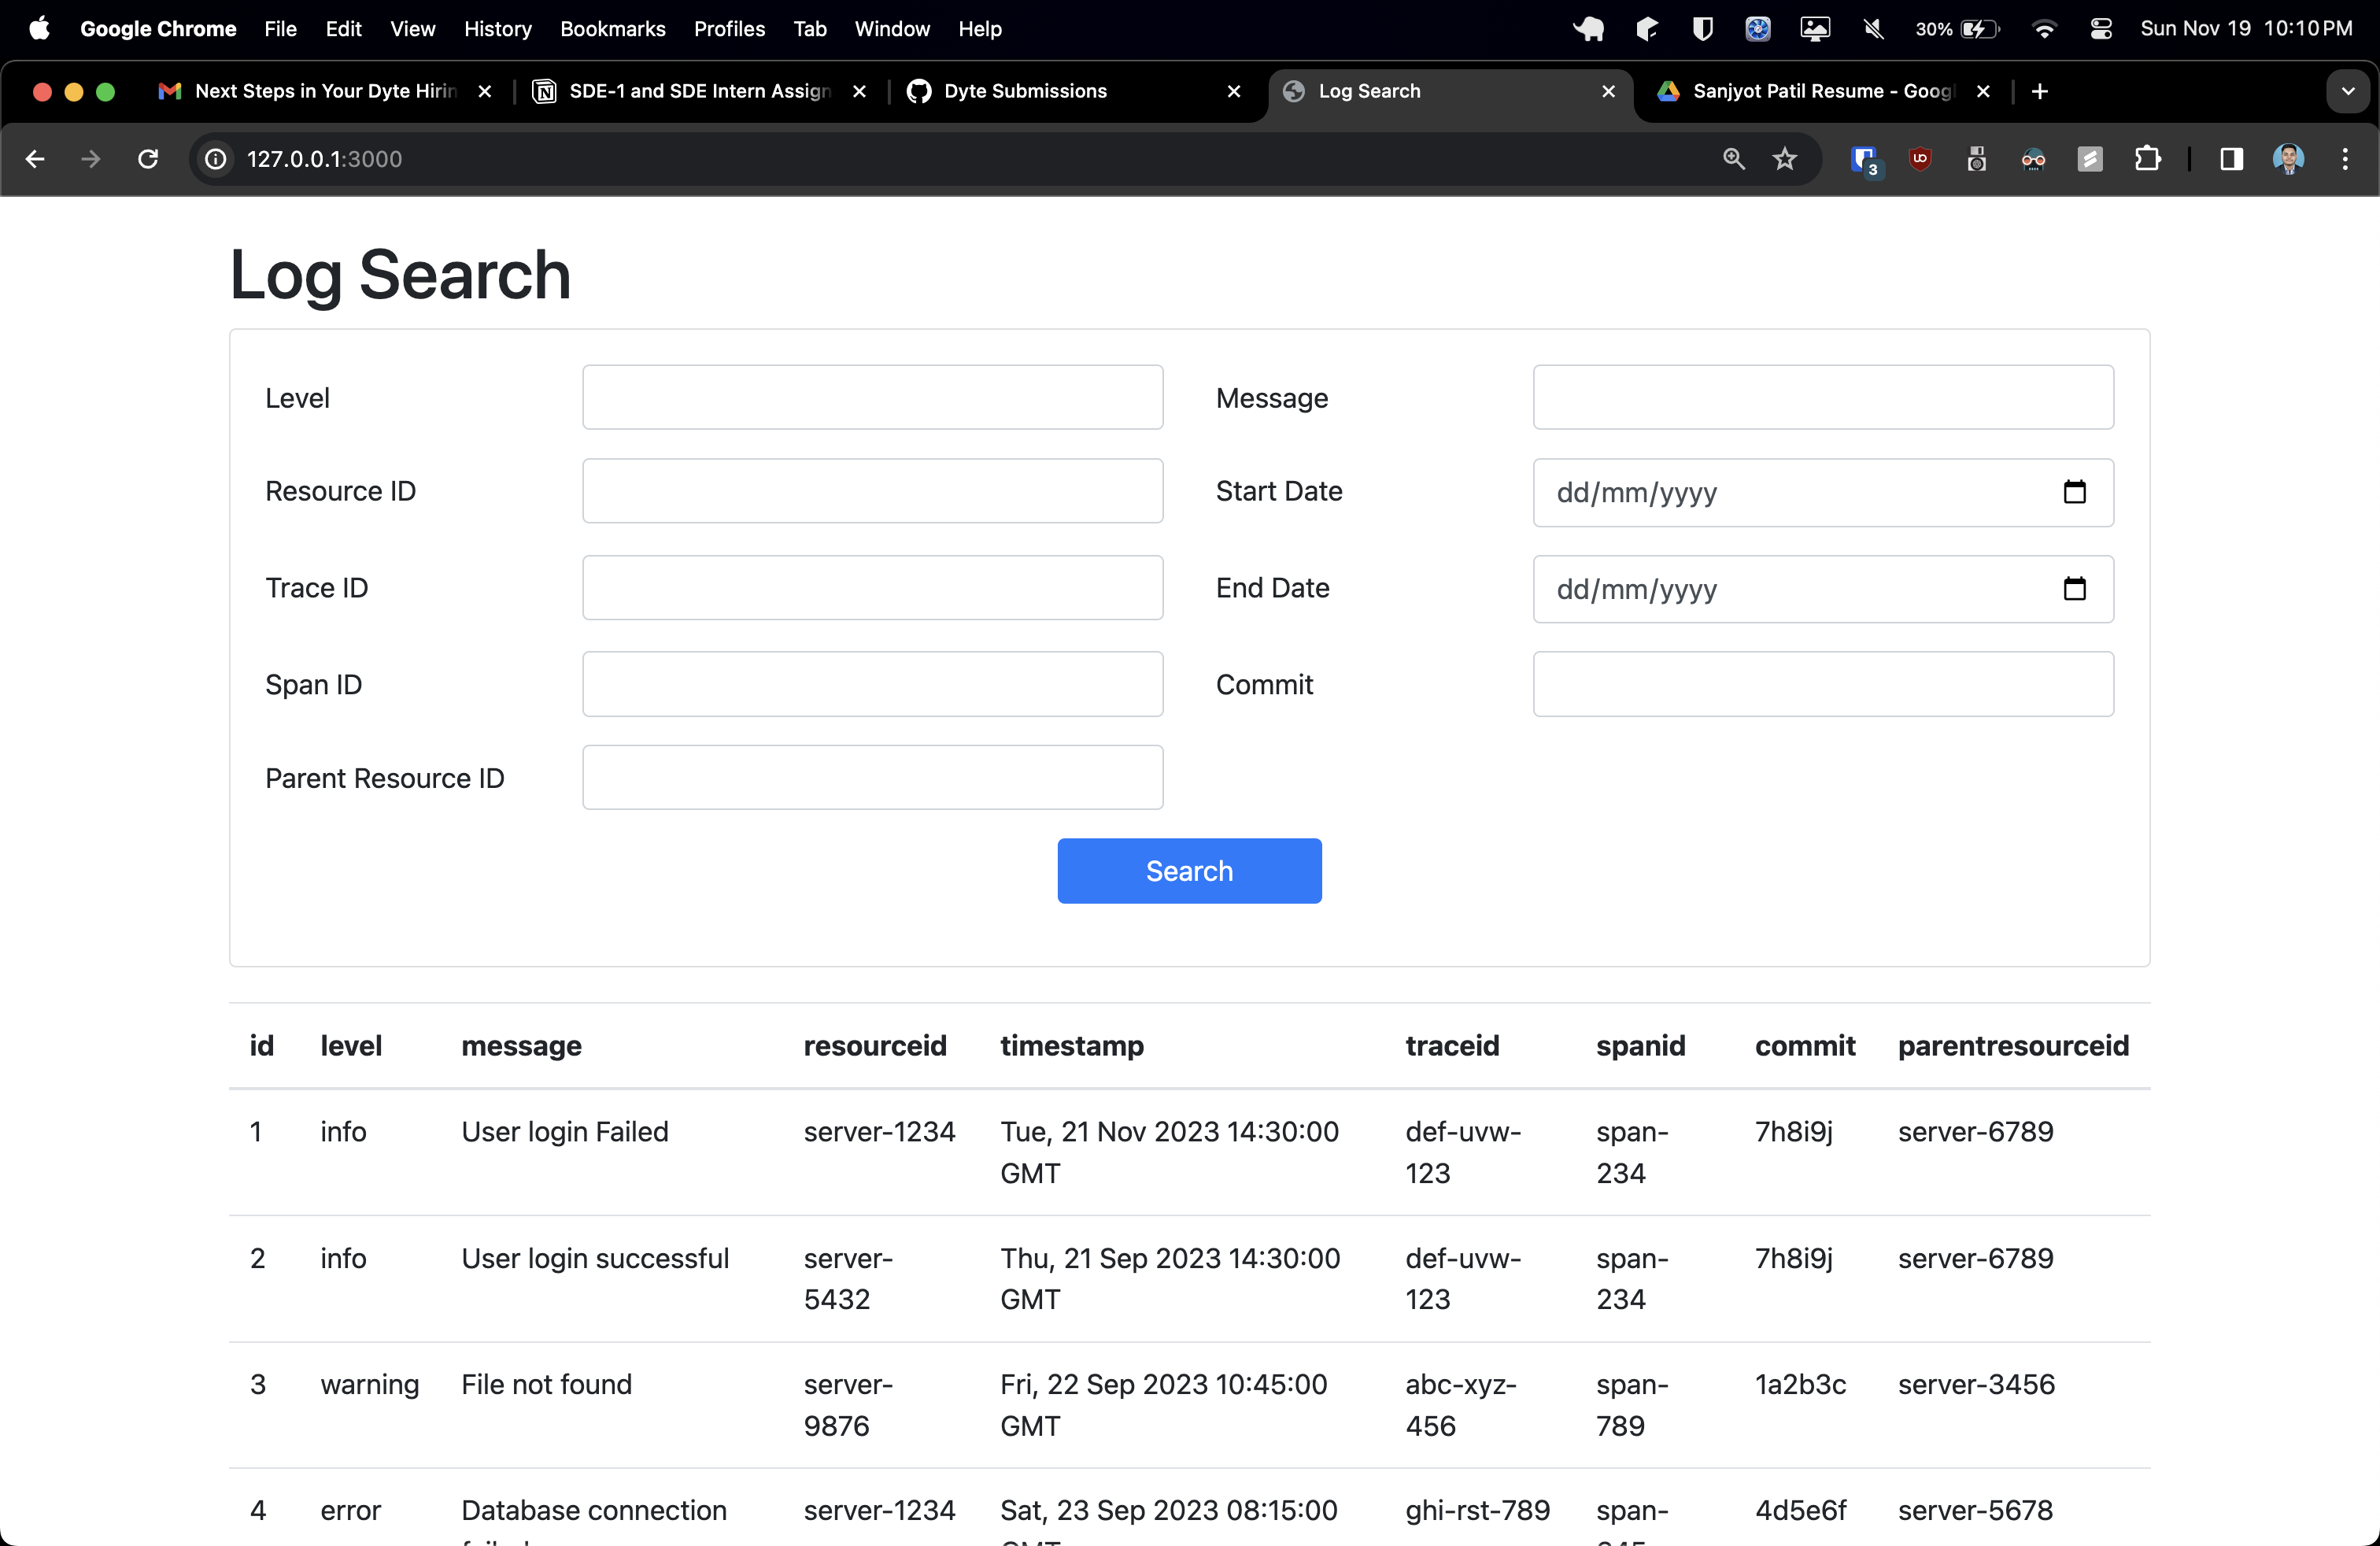 Google Chrome File Edit View History Bookmarks Profiles Tab Window Help 30% Sun Nov 19 10:10 PM
Next Steps in Your Dyte Hirin SDE-1 and SDE Intern Assign Dyte Submissions Log Search Sanjyot Patil Resume - Googl
127.0.0.1:3000 3
Log Search
Level Message
Resource ID Start Date dd/mm/yyyy
Trace ID End Date dd/mm/yyyy
Span ID Commit
Parent Resource ID
Search
id level message resourceid timestamp traceid spanid commit parentresourceid
1 info User login Failed server-1234 Tue, 21 Nov 2023 14:30:00 def-uvw- span- 7h8i9j server-6789
GMT 123 234
2 info User login successful server- Thu, 21 Sep 2023 14:30:00 def-uvw- span- 7h8i9j server-6789
5432 GMT 123 234
3 warning File not found server- Fri, 22 Sep 2023 10:45:00 abc-xyz- span- 1a2b3c server-3456
9876 GMT 456 789
4 error Database connection server-1234 Sat, 23 Sep 2023 08:15:00 ghi-rst-789 span- 4d5e6f server-5678